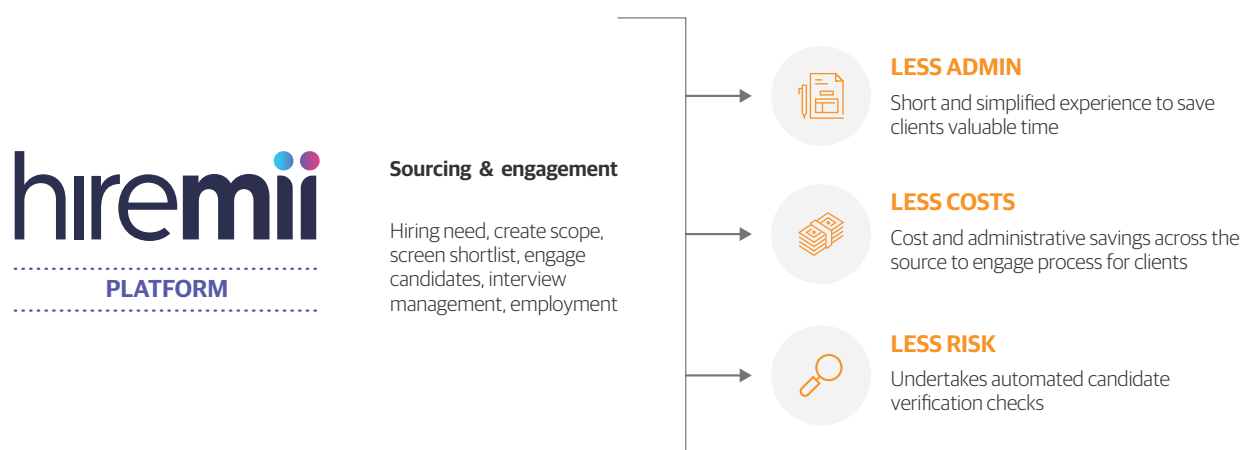 hiremii
PLATFORM
Sourcing & engagement
Hiring need, create scope,
screen shortlist, engage
candidates, interview
management, employment
LESS ADMIN
Short and simplified experience to save
clients valuable time
LESS COSTS
Cost and administrative savings across the
source to engage process for clients
LESS RISK
Undertakes automated candidate
verification checks